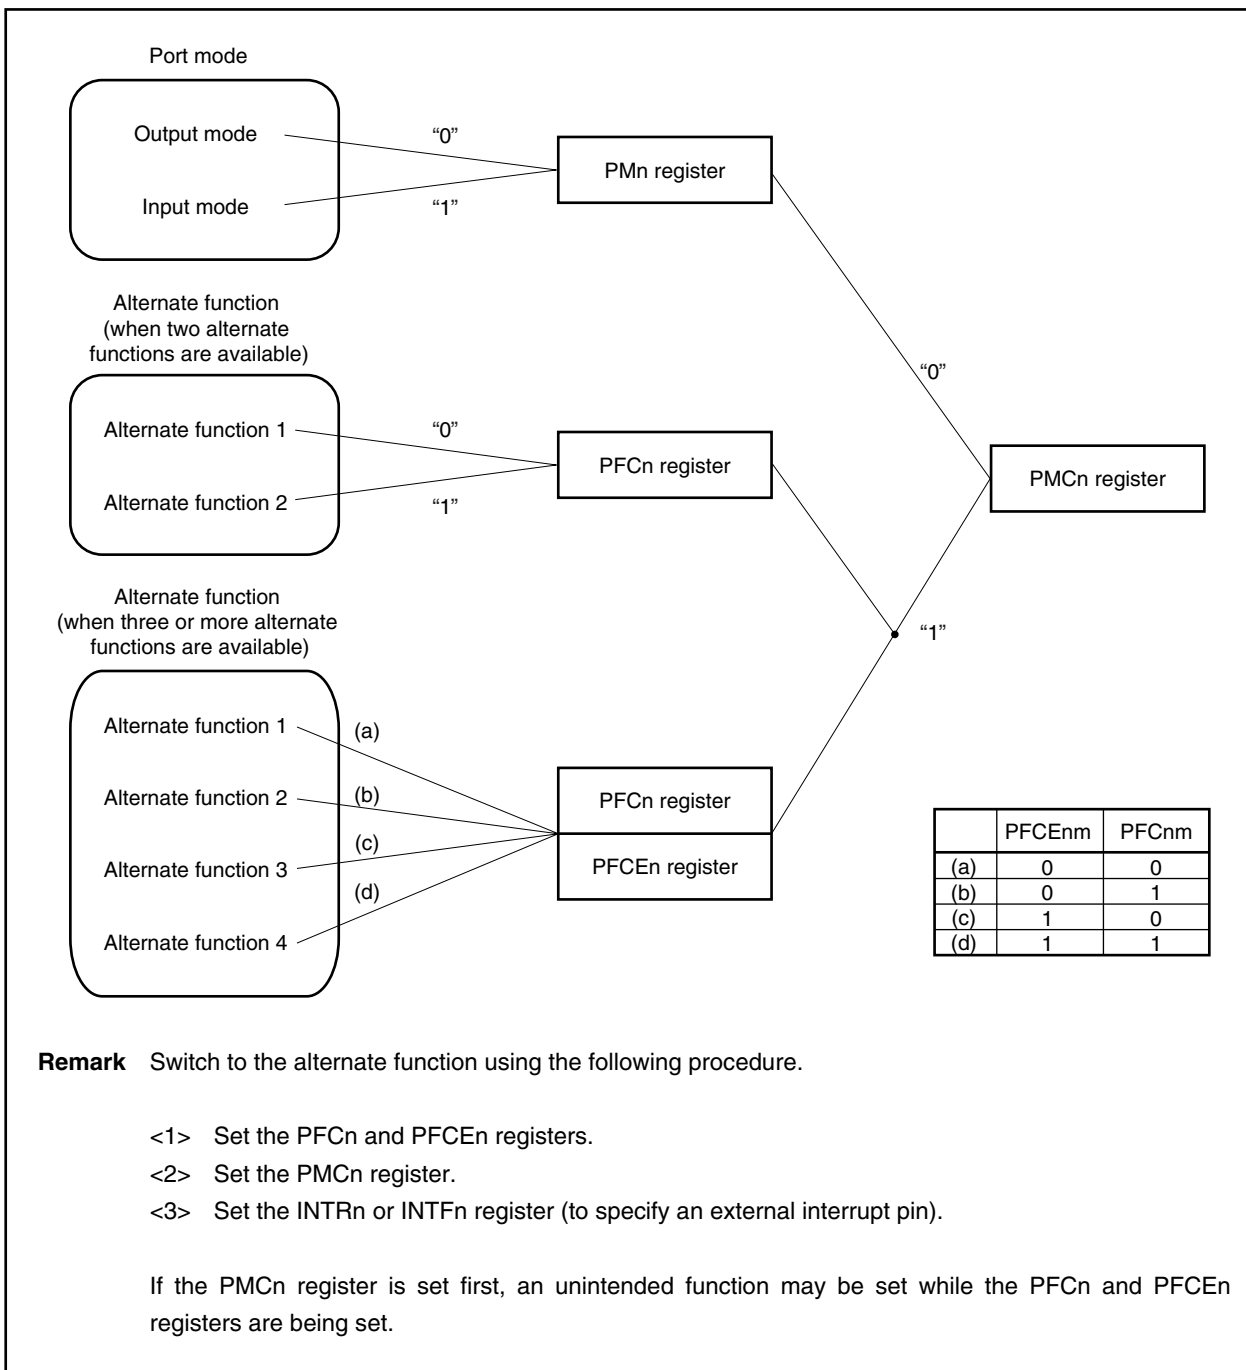 Port mode
Output mode
“0”
Input mode
“1”
PMn register
Alternate function
(when two alternate
functions are available)
Alternate function 1
“0”
Alternate function 2
“1”
PFCn register
“0”
PMCn register
“1”
Alternate function
(when three or more alternate
functions are available)
Alternate function 1
(a)
Alternate function 2
(b)
Alternate function 3
(c)
Alternate function 4
(d)
PFCn register
PFCEn register
PFCEnm PFCnm
(a) 0 0
(b) 0 1
(c) 1 0
(d) 1 1
Remark Switch to the alternate function using the following procedure.
<1> Set the PFCn and PFCEn registers.
<2> Set the PMCn register.
<3> Set the INTRn or INTFn register (to specify an external interrupt pin).
If the PMCn register is set first, an unintended function may be set while the PFCn and PFCEn
registers are being set.